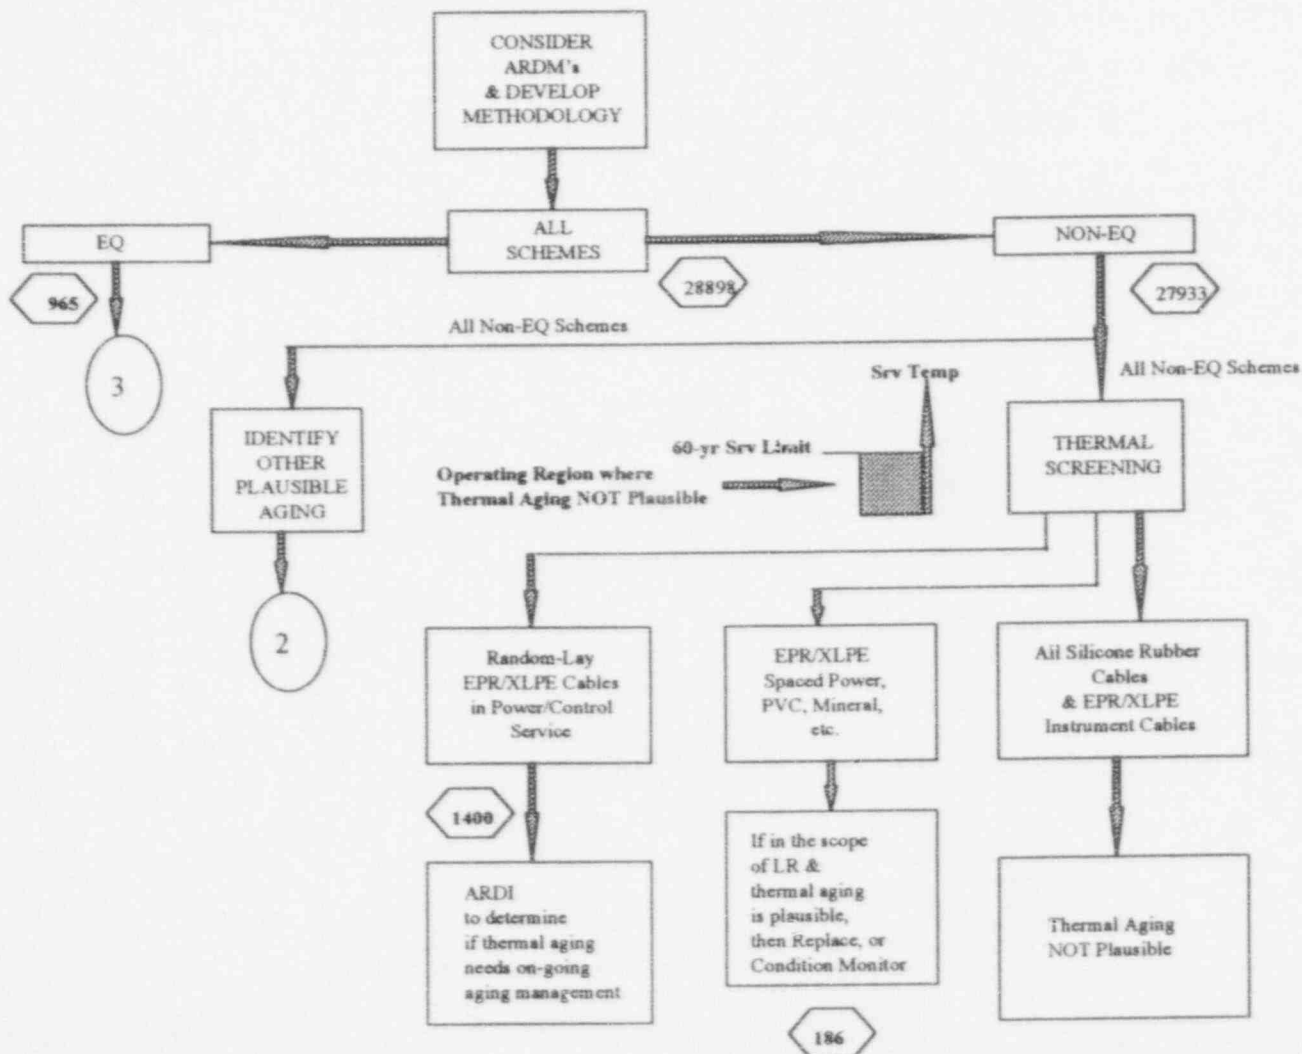 CONSIDER
ARDM's
& DEVELOP
METHODOLOGY
EQ
ALL
SCHEMES
NON-EQ
965
28898
27933
All Non-EQ Schemes
3
Srv Temp
All Non-EQ Schemes
IDENTIFY
OTHER
PLAUSIBLE
AGING
60-yr Srv Limit
Operating Region where
Thermal Aging NOT Plausible
THERMAL
SCREENING
2
Random-Lay
EPR/XLPE Cables
in Power/Control
Service
EPR/XLPE
Spaced Power,
PVC, Mineral,
etc.
All Silicone Rubber
Cables
& EPR/XLPE
Instrument Cables
1400
ARDI
to determine
if thermal aging
needs on-going
aging management
If in the scope
of LR &
thermal aging
is plausible,
then Replace, or
Condition Monitor
Thermal Aging
NOT Plausible
186